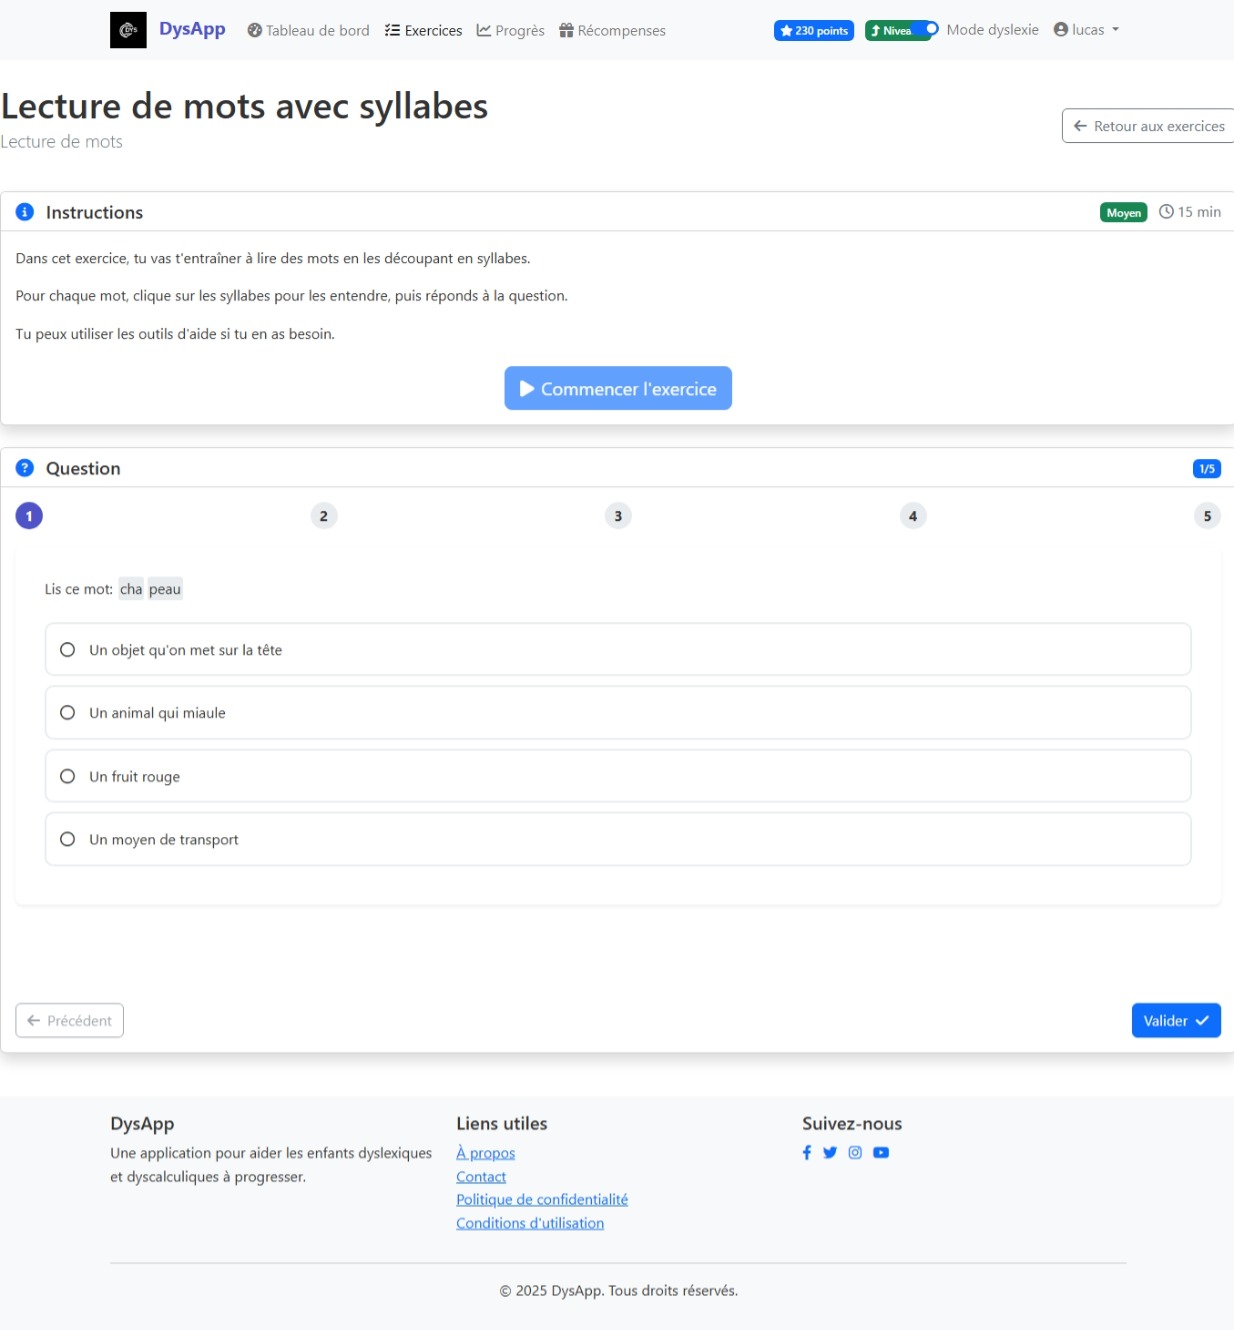 DYS DysApp Tableau de bord Exercices Progrès Récompenses 230 points Mode dyslexie lucas
Lecture de mots avec syllabes
Lecture de mots
Retour aux exercices
Instructions Moyen 15 min
Dans cet exercice, tu vas t'entraîner à lire des mots en les découpant en syllabes.
Pour chaque mot, clique sur les syllabes pour les entendre, puis réponds à la question.
Tu peux utiliser les outils d'aide si tu en as besoin.
Commencer l'exercice
Question 1/5
1 2 3 4 5
Lis ce mot: cha peau
Un objet qu'on met sur la tête
Un animal qui miaule
Un fruit rouge
Un moyen de transport
Précédent Valider
DysApp Liens utiles Suivez-nous
Une application pour aider les enfants dyslexiques
et dyscalculiques à progresser.
À propos
Contact
Politique de confidentialité
Conditions d'utilisation
© 2025 DysApp. Tous droits réservés.